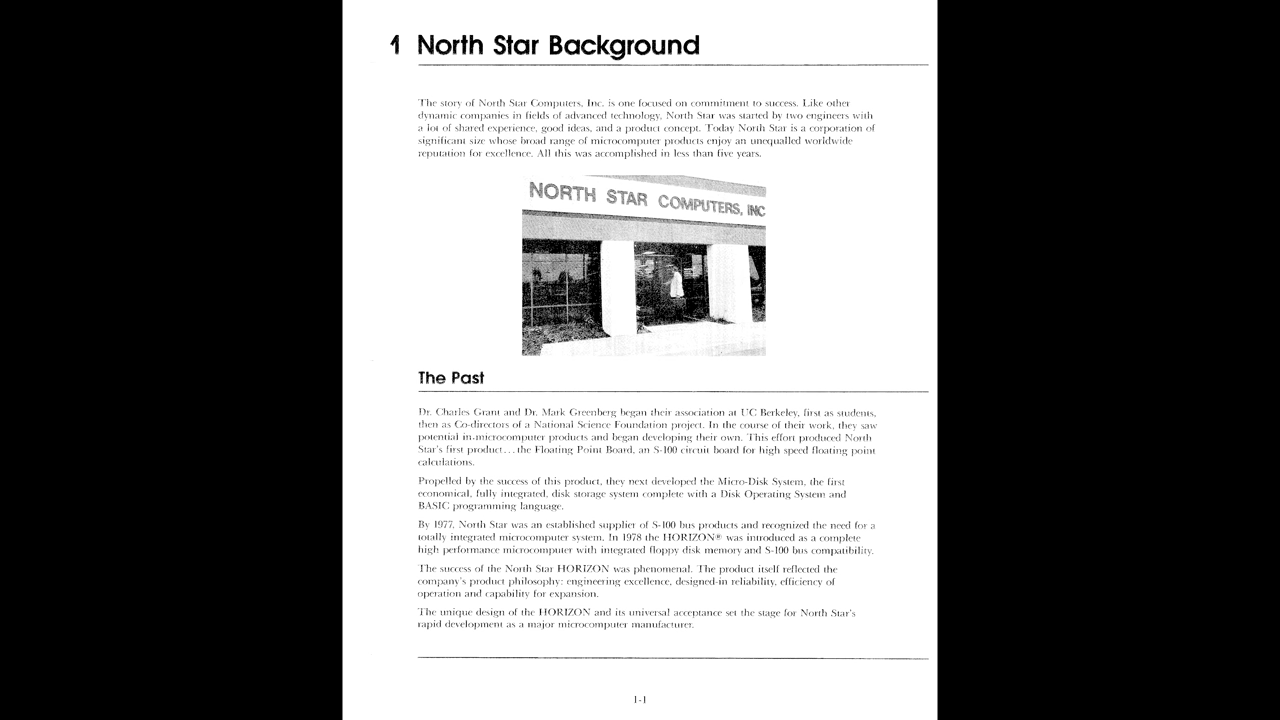 1 North Star Background
The story of North Star Computers, Inc. is one focused on commitment to success. Like other
dynamic companies in fields of advanced technology, North Star was started by two engineers with
a lot of shared experience, good ideas, and a product concept. Today North Star is a corporation of
significant size whose broad range of microcomputer products enjoy an unequalled worldwide
reputation for excellence. All this was accomplished in less than five years.
NORTH STAR COMPUTERS, INC
The Past
Dr. Charles Grant and Dr. Mark Greenberg began their association at UC Berkeley, first as students,
then as Co-directors of a National Science Foundation project. In the course of their work, they saw
potential in microcomputer products and began developing their own. This effort produced North
Star's first product...the Floating Point Board, an S-100 circuit board for high speed floating point
calculations.
Propelled by the success of this product, they next developed the Micro-Disk System, the first
economical, fully integrated, disk storage system complete with a Disk Operating System and
BASIC programming language.
By 1977, North Star was an established supplier of S-100 bus products and recognized the need for a
totally integrated microcomputer system. In 1978 the HORIZON® was introduced as a complete
high performance microcomputer with integrated floppy disk memory and S-100 bus compatibility.
The success of the North Star HORIZON was phenomenal. The product itself reflected the
company's product philosophy: engineering excellence, designed-in reliability, efficiency of
operation and capability for expansion.
The unique design of the HORIZON and its universal acceptance set the stage for North Star's
rapid development as a major microcomputer manufacturer.
1-1